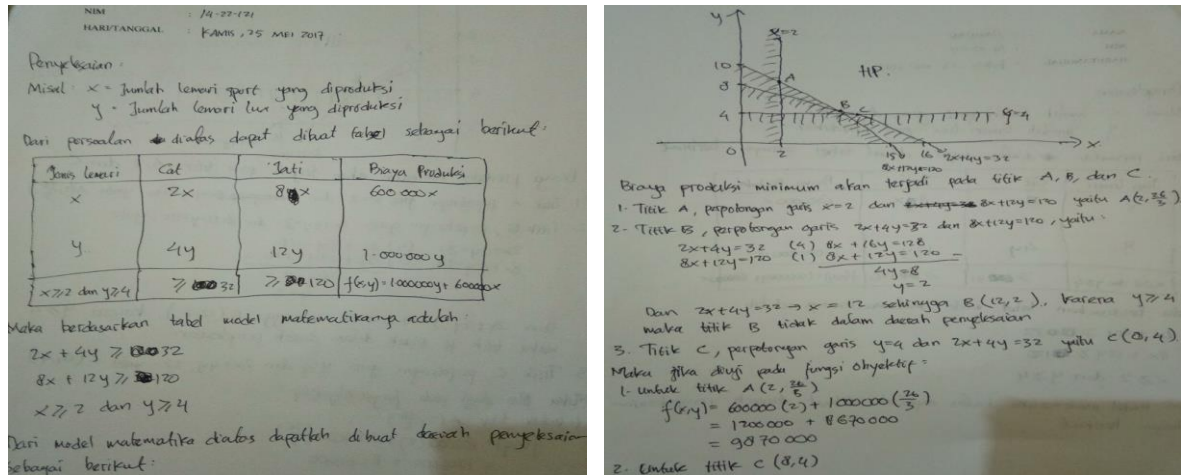 NIM : 14-22-121
HARI/TANGGAL : KAMIS, 25 MEI 2017
Penyelesaian:
Misal: x = Jumlah lemari sport yang diproduksi
y = Jumlah lemari lux yang diproduksi
Dari persoalan diatas dapat dibuat tabel sebagai berikut:
Jenis Lemari Cat Jati Biaya Produksi
x 2x 8x 600 000x
y 4y 12y 1.000 000 y
x≥2 dan y≥4 ≥ 32 ≥ 120 f(x,y) = 1000000y + 600000x
Maka berdasarkan tabel model matematikanya adalah:
2x + 4y ≥ 32
8x + 12y ≥ 120
x≥2 dan y≥4
Dari Model matematika diatas dapatlah dibuat daerah penyelesaian
sebagai berikut:
y
x=2
10
8
4
A
HP.
B C
y=4
0
2
15 16 2x+4y=32
x
8x+12y=120
Biaya produksi minimum akan terjadi pada titik A, B, dan C.
1. Titik A, perpotongan garis x=2 dan 8x+12y=120 yaitu A(2, 26/3)
2. Titik B, perpotongan garis 2x+4y=32 dan 8x+12y=120, yaitu:
2x+4y=32 (4) 8x + 16y = 128
8x+12y=120 (1) 8x + 12y = 120 -
4y = 8
y = 2
Dan 2x+4y=32 → x = 12 sehingga B(12,2), karena y≥4
maka titik B tidak dalam daerah penyelesaian
3. Titik C, perpotongan garis y=4 dan 2x+4y=32 yaitu C(8,4)
Maka jika diuji pada fungsi obyektif:
1. untuk titik A(2, 26/3)
f(x,y) = 600000 (2) + 1000000 (26/3)
= 1200000 + 8670000
= 9870 000
2. Untuk titik C (8,4)